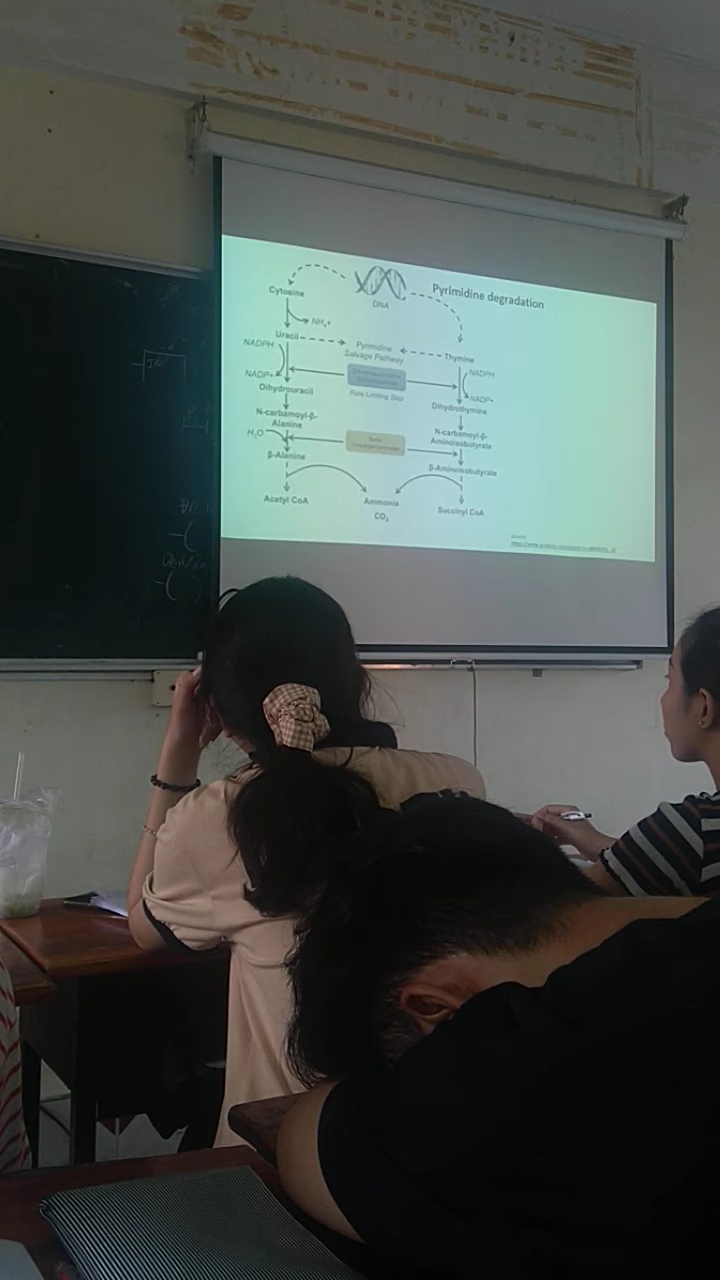 Pyrimidine degradation
DNA
Cytosine
NH₄+
Uracil
Pyrimidine
Salvage Pathway
Thymine
NADPH
NADP+
NADPH
NADP+
Dihydrouracil
Rate Limiting Step
Dihydrothymine
N-carbamoyl-β-
Alanine
N-carbamoyl-β-
Aminoisobutyrate
H₂O
β-Alanine
β-Aminoisobutyrate
Acetyl CoA
Ammonia
CO₂
Succinyl CoA